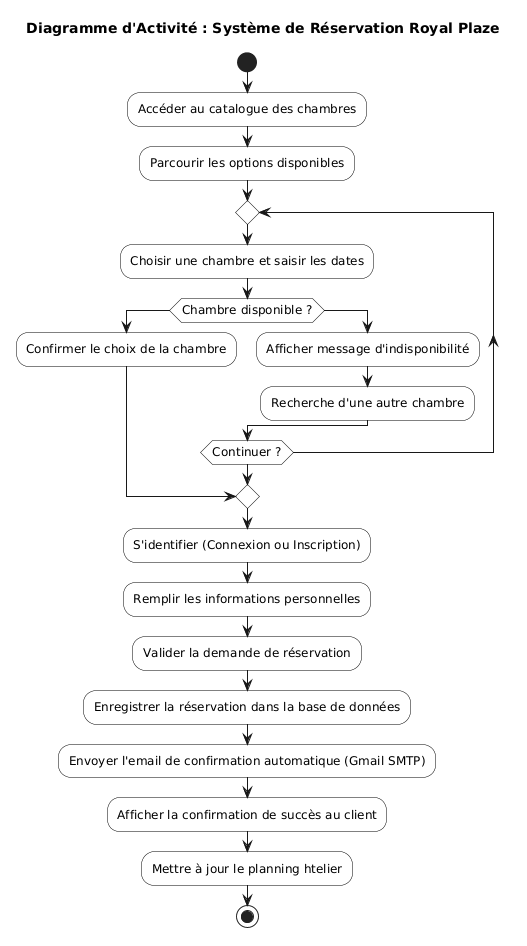 Diagramme d'Activité : Système de Réservation Royal Plaze
Accéder au catalogue des chambres
Parcourir les options disponibles
Choisir une chambre et saisir les dates
Chambre disponible ?
Confirmer le choix de la chambre
Afficher message d'indisponibilité
Recherche d'une autre chambre
Continuer ?
S'identifier (Connexion ou Inscription)
Remplir les informations personnelles
Valider la demande de réservation
Enregistrer la réservation dans la base de données
Envoyer l'email de confirmation automatique (Gmail SMTP)
Afficher la confirmation de succès au client
Mettre à jour le planning htelier